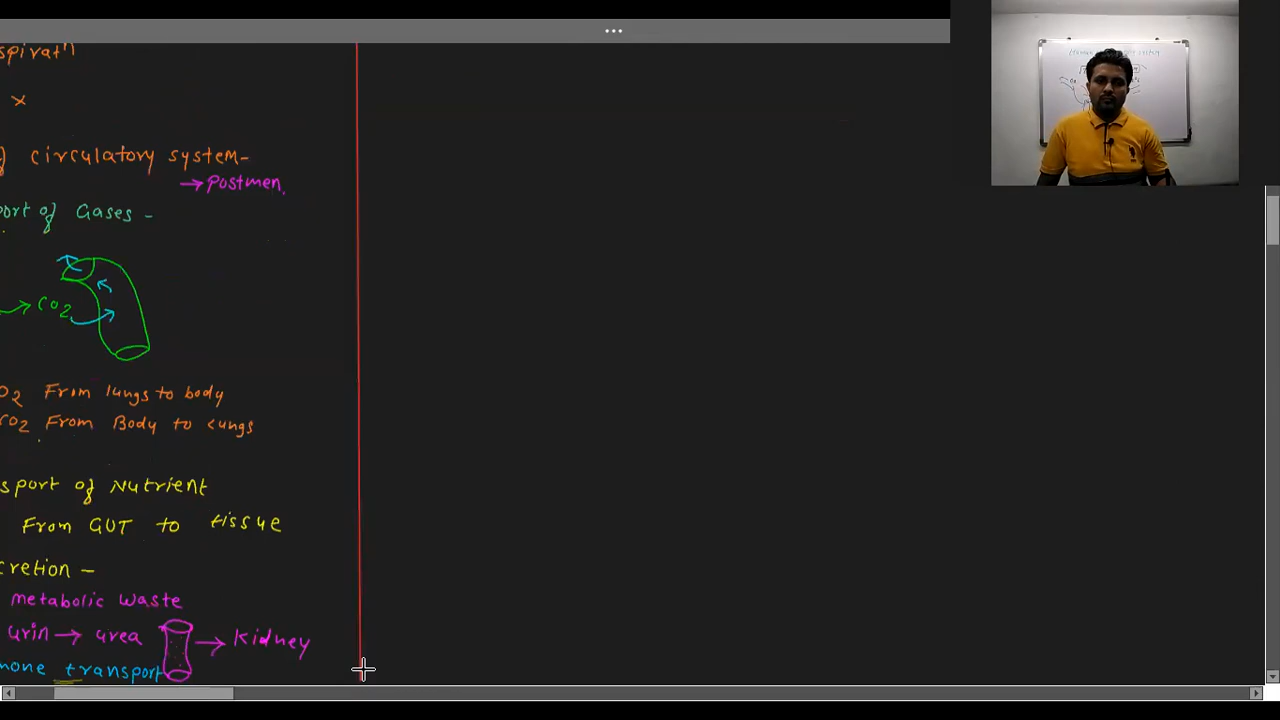 spirath
x
circulatory system-
→ Postmen.
port of Gases -
→ CO2
O2 From lungs to body
CO2 From Body to Lungs
sport of Nutrient
From GUT to tissue
cretion -
metabolic waste
urin → urea → kidney
mone transport